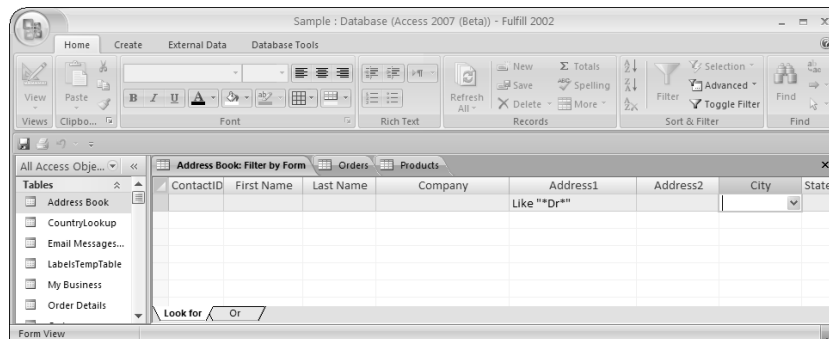 Sample : Database (Access 2007 (Beta)) - Fulfill 2002
Home Create External Data Database Tools
View Paste B I U A ab Refresh All New Save Delete Totals Spelling More Filter Selection Advanced Toggle Filter Find
Views Clipbo... Font Rich Text Records Sort & Filter Find
All Access Obje... Address Book: Filter by Form Orders Products
Tables ContactID First Name Last Name Company Address1 Address2 City State
Address Book Like "*Dr*"
CountryLookup
Email Messages...
LabelsTempTable
My Business
Order Details
Look for Or
Form View